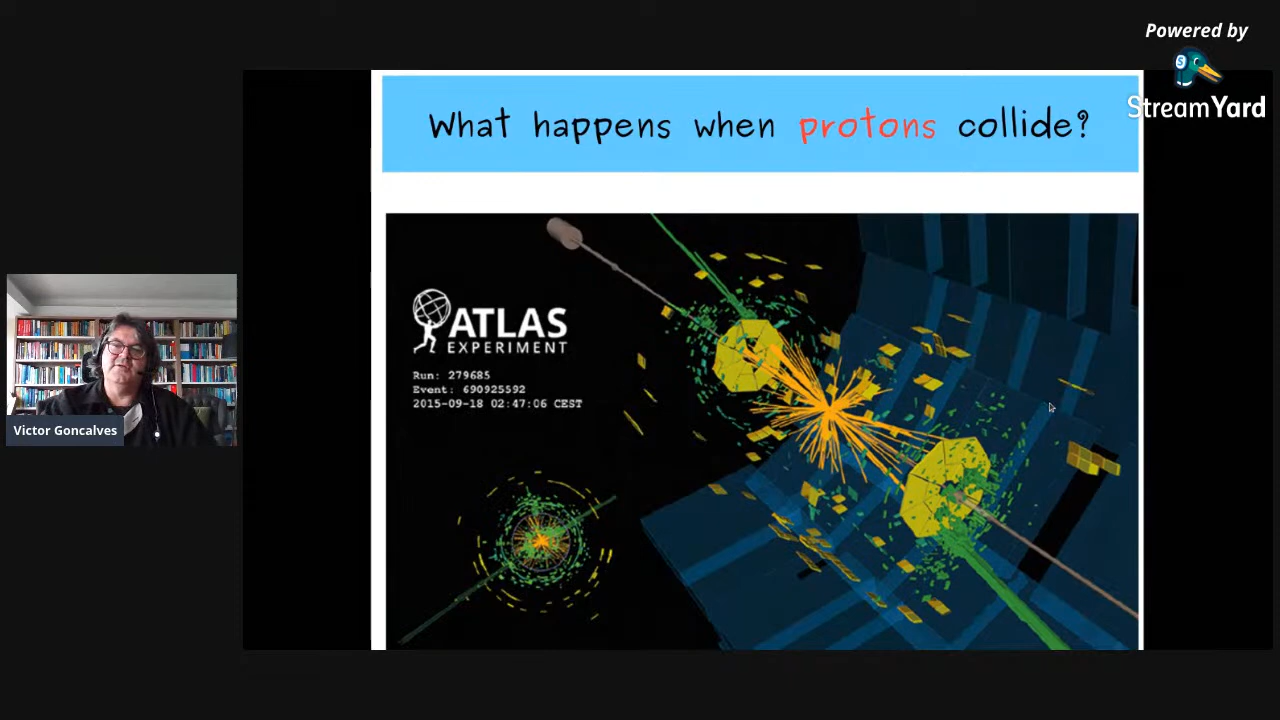 Powered by
StreamYard
What happens when protons collide?
ATLAS
EXPERIMENT
Run: 279685
Event: 690925592
2015-09-18 02:47:06 CEST
Victor Goncalves